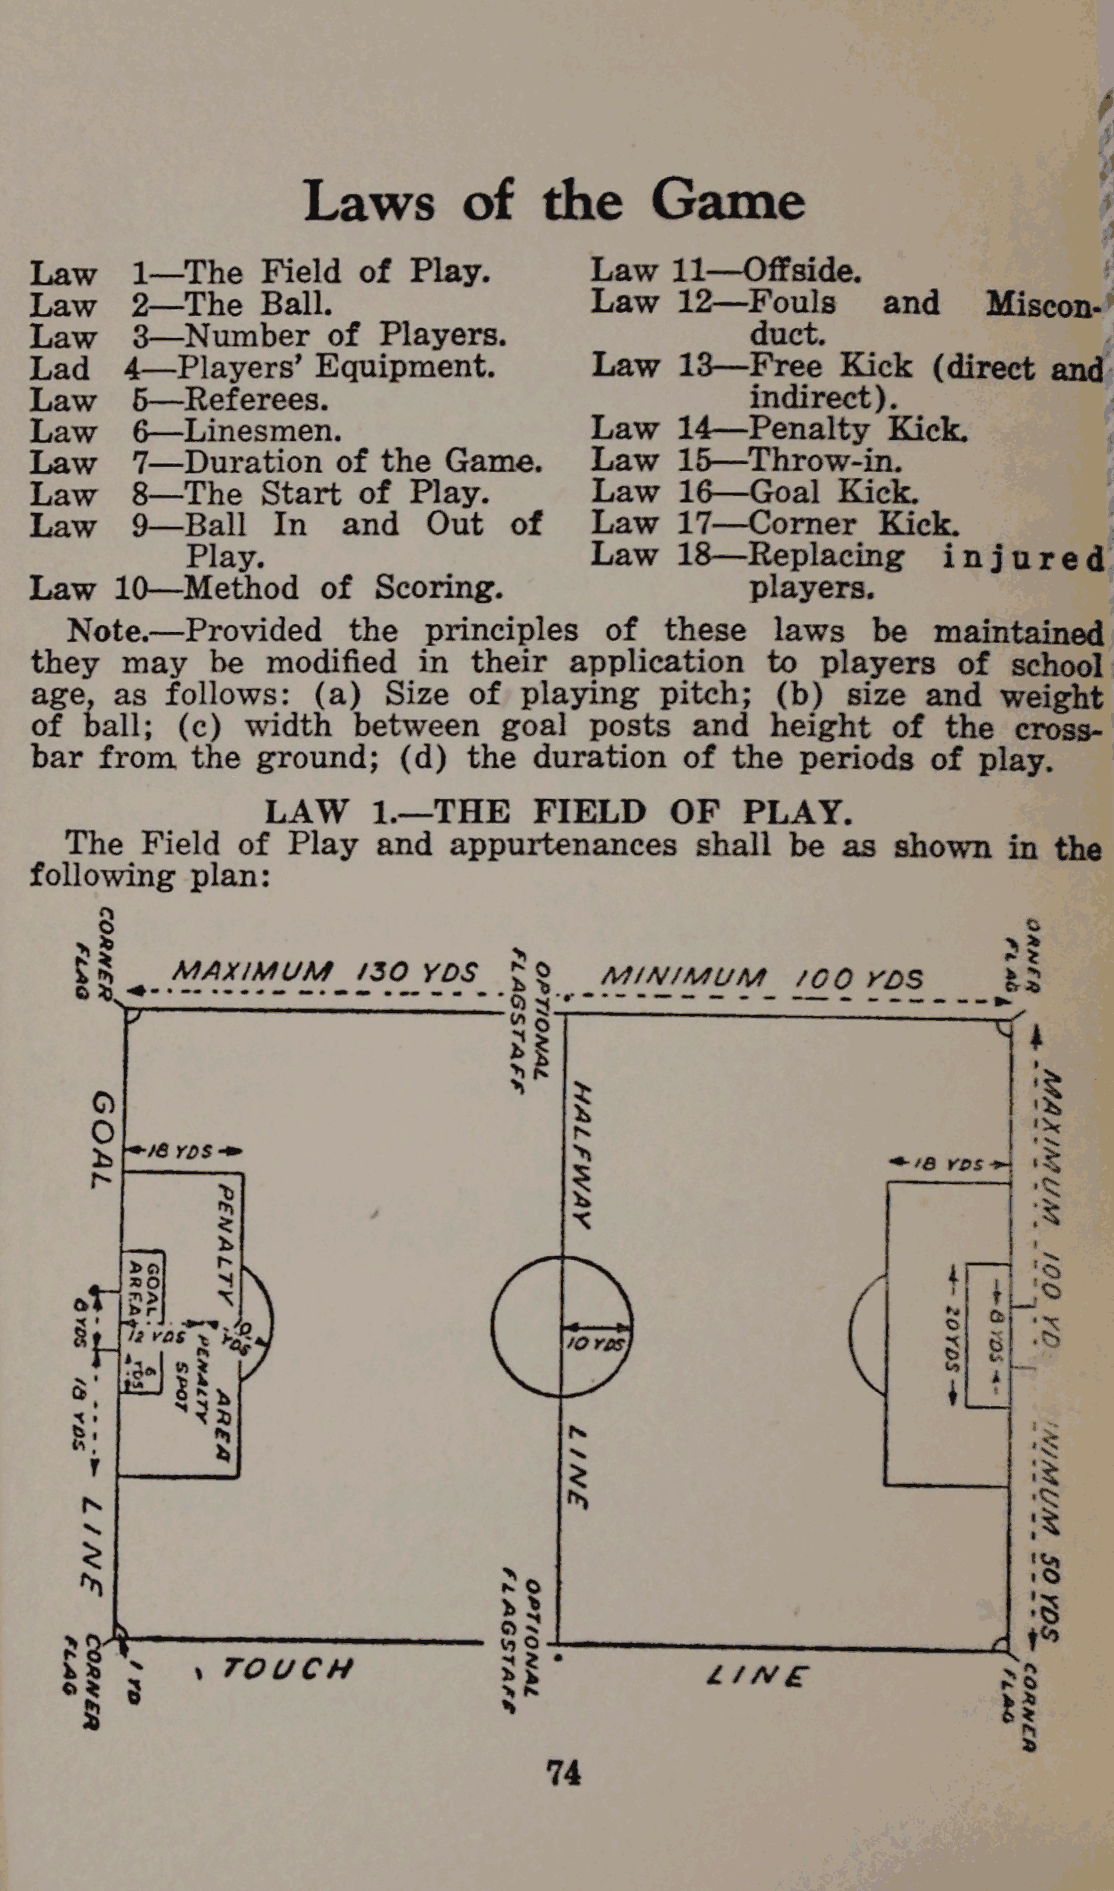 Laws of the Game
Law 1—The Field of Play.
Law 2—The Ball.
Law 3—Number of Players.
Lad 4—Players' Equipment.
Law 5—Referees.
Law 6—Linesmen.
Law 7—Duration of the Game.
Law 8—The Start of Play.
Law 9—Ball In and Out of
Play.
Law 10—Method of Scoring.
Law 11—Offside.
Law 12—Fouls and Miscon-
duct.
Law 13—Free Kick (direct and
indirect).
Law 14—Penalty Kick.
Law 15—Throw-in.
Law 16—Goal Kick.
Law 17—Corner Kick.
Law 18—Replacing injured
players.
Note.—Provided the principles of these laws be maintained
they may be modified in their application to players of school
age, as follows: (a) Size of playing pitch; (b) size and weight
of ball; (c) width between goal posts and height of the cross-
bar from the ground; (d) the duration of the periods of play.
LAW 1.—THE FIELD OF PLAY.
The Field of Play and appurtenances shall be as shown in the
following plan:
CORNER
FLAG
MAXIMUM 130 YDS
OPTIONAL
FLAGSTAFF
MINIMUM 100 YDS
ORNER
FLAG
GOAL
LINE
18 YDS
PENALTY
AREA
GOAL
AREA
12 YDS
PENALTY
SPOT
10
YDS
6
YDS
8 YDS
18 YDS
HALFWAY
LINE
10 YDS
18 YDS
20 YDS
8 YDS
MAXIMUM 100 YD
INIMUM 50 YDS
CORNER
FLAG
1 YD
TOUCH
OPTIONAL
FLAGSTAFF
LINE
CORNER
FLAG
74